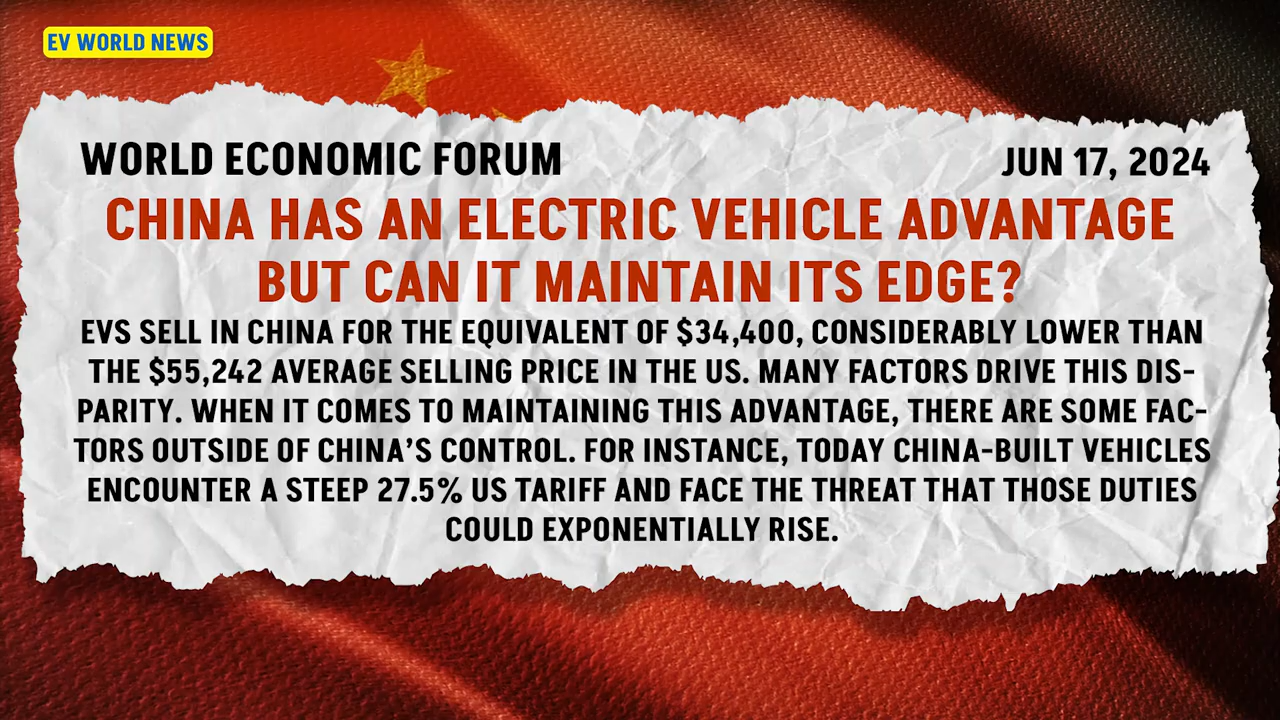 EV WORLD NEWS
WORLD ECONOMIC FORUM
JUN 17, 2024
CHINA HAS AN ELECTRIC VEHICLE ADVANTAGE
BUT CAN IT MAINTAIN ITS EDGE?
EVS SELL IN CHINA FOR THE EQUIVALENT OF $34,400, CONSIDERABLY LOWER THAN
THE $55,242 AVERAGE SELLING PRICE IN THE US. MANY FACTORS DRIVE THIS DIS-
PARITY. WHEN IT COMES TO MAINTAINING THIS ADVANTAGE, THERE ARE SOME FAC-
TORS OUTSIDE OF CHINA'S CONTROL. FOR INSTANCE, TODAY CHINA-BUILT VEHICLES
ENCOUNTER A STEEP 27.5% US TARIFF AND FACE THE THREAT THAT THOSE DUTIES
COULD EXPONENTIALLY RISE.